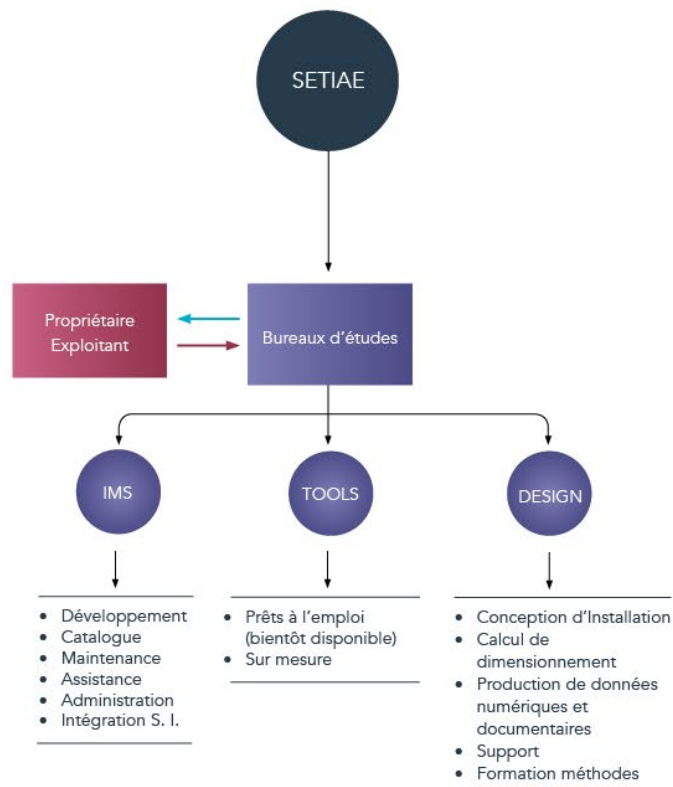 SETIAE
Propriétaire
Exploitant
Bureaux d'études
IMS
TOOLS
DESIGN
• Développement
• Catalogue
• Maintenance
• Assistance
• Administration
• Intégration S. I.
• Prêts à l'emploi
(bientôt disponible)
• Sur mesure
• Conception d'Installation
• Calcul de
dimensionnement
• Production de données
numériques et
documentaires
• Support
• Formation méthodes